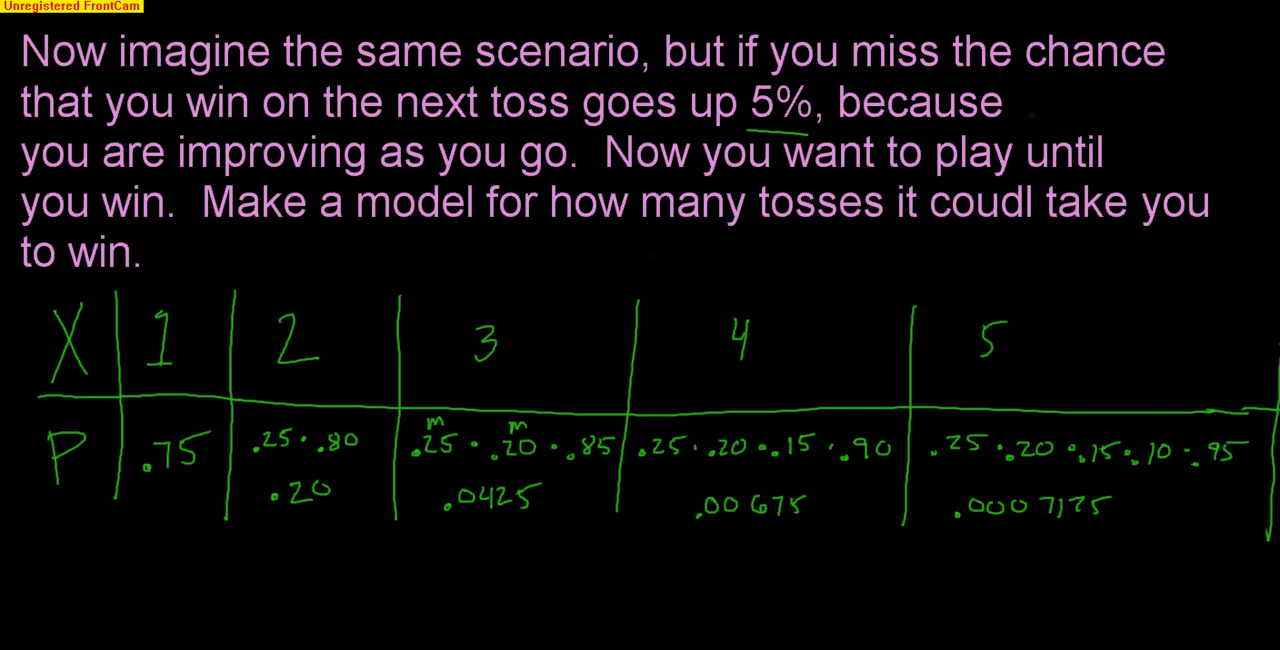 Unregistered FrontCam
Now imagine the same scenario, but if you miss the chance
that you win on the next toss goes up 5%, because
you are improving as you go. Now you want to play until
you win. Make a model for how many tosses it coudl take you
to win.
X 1 2 3 4 5
m m
P .75 .25 · .80 .25 · .20 · .85 .25 · .20 · .15 · .90 .25 · .20 · .15 · .10 · .95
.20 .0425 .00675 .0007125